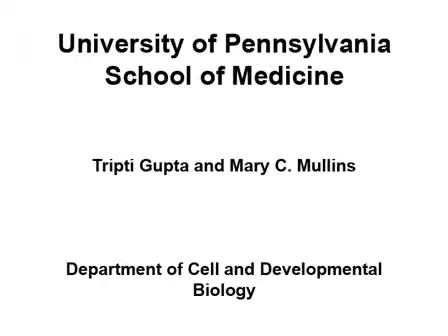 University of Pennsylvania
School of Medicine
Tripti Gupta and Mary C. Mullins
Department of Cell and Developmental
Biology